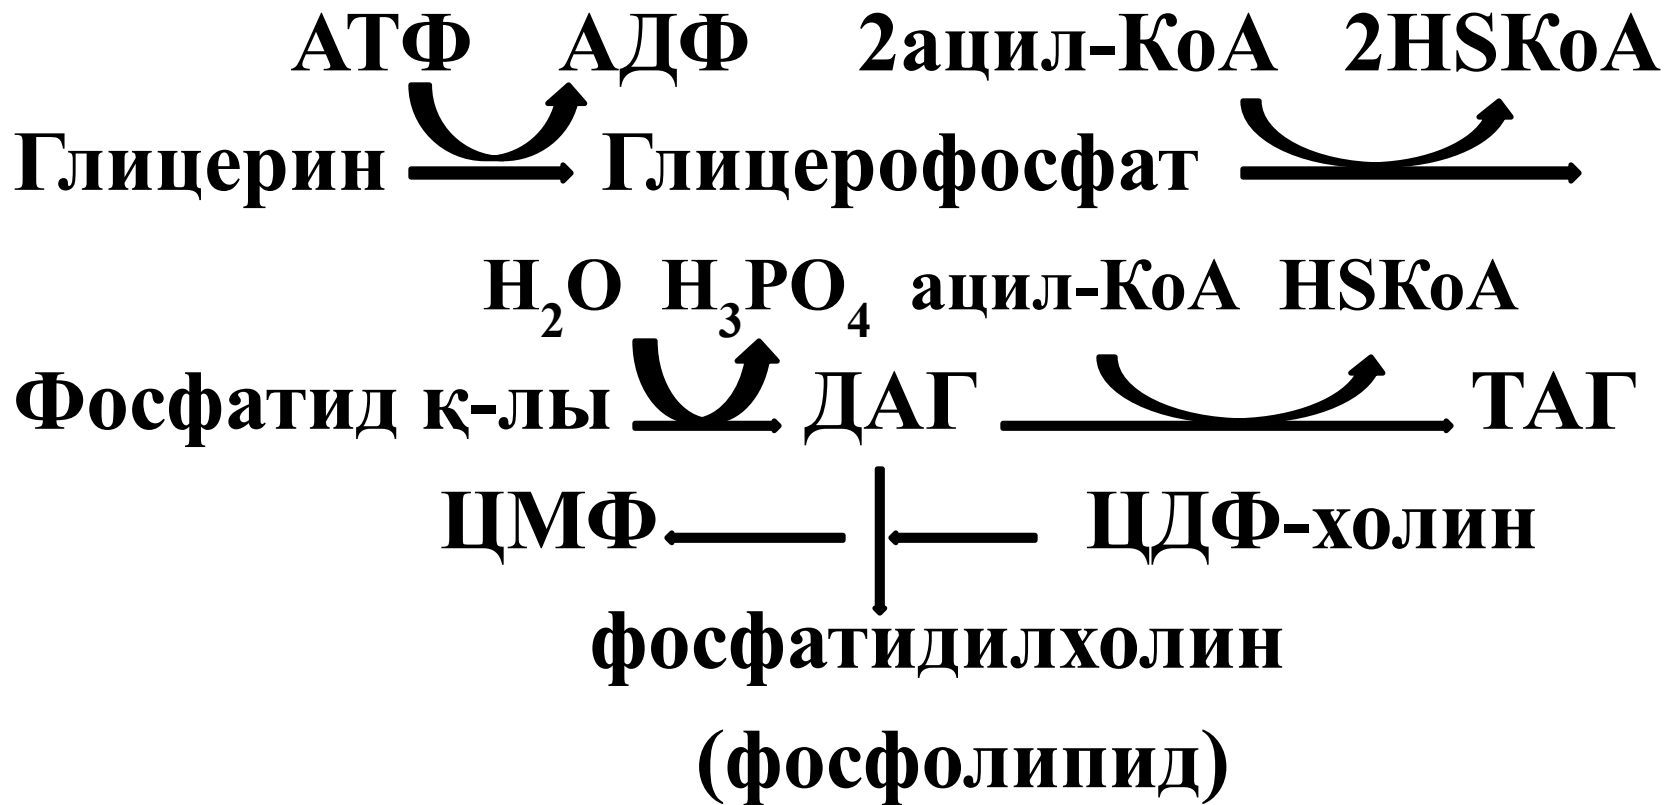 АТФ АДФ 2ацил-КоА 2HSКоА
Глицерин Глицерофосфат
H₂O H₃PO₄ ацил-КоА HSКоА
Фосфатид қ-лы ДАГ ТАГ
ЦМФ ЦДФ-холин
фосфатидилхолин
(фосфолипид)